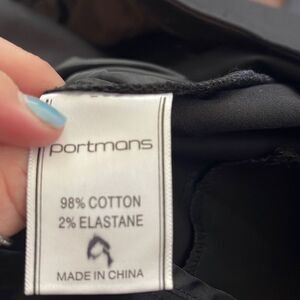 portmans
98% COTTON
2% ELASTANE
MADE IN CHINA